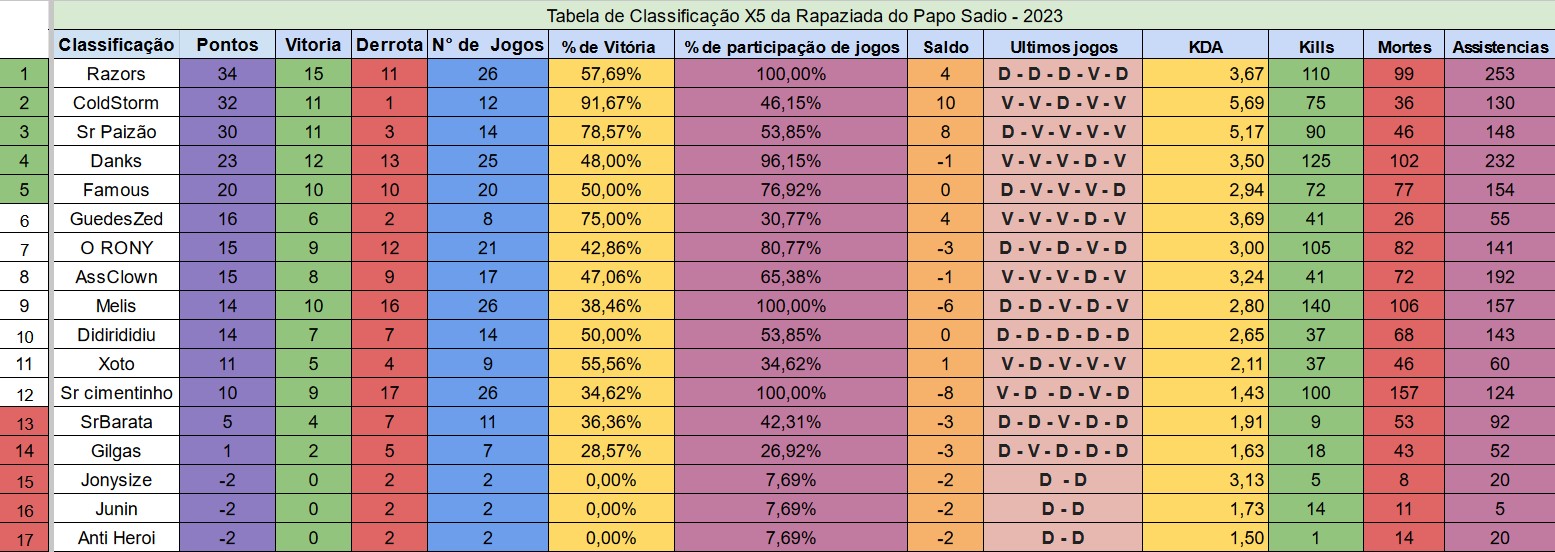 Tabela de Classificação X5 da Rapaziada do Papo Sadio - 2023
Classificação Pontos Vitoria Derrota N° de Jogos % de Vitória % de participação de jogos Saldo Ultimos jogos KDA Kills Mortes Assistencias
1 Razors 34 15 11 26 57,69% 100,00% 4 D - D - D - V - D 3,67 110 99 253
2 ColdStorm 32 11 1 12 91,67% 46,15% 10 V - V - D - V - V 5,69 75 36 130
3 Sr Paizão 30 11 3 14 78,57% 53,85% 8 D - V - V - V - V 5,17 90 46 148
4 Danks 23 12 13 25 48,00% 96,15% -1 V - V - V - D - V 3,50 125 102 232
5 Famous 20 10 10 20 50,00% 76,92% 0 D - V - V - V - D 2,94 72 77 154
6 GuedesZed 16 6 2 8 75,00% 30,77% 4 V - V - V - D - V 3,69 41 26 55
7 O RONY 15 9 12 21 42,86% 80,77% -3 D - V - D - V - D 3,00 105 82 141
8 AssClown 15 8 9 17 47,06% 65,38% -1 V - V - V - D - V 3,24 41 72 192
9 Melis 14 10 16 26 38,46% 100,00% -6 D - D - V - D - V 2,80 140 106 157
10 Didirididiu 14 7 7 14 50,00% 53,85% 0 D - D - D - D - D 2,65 37 68 143
11 Xoto 11 5 4 9 55,56% 34,62% 1 V - D - V - V - V 2,11 37 46 60
12 Sr cimentinho 10 9 17 26 34,62% 100,00% -8 V - D - D - V - D 1,43 100 157 124
13 SrBarata 5 4 7 11 36,36% 42,31% -3 D - D - V - D - D 1,91 9 53 92
14 Gilgas 1 2 5 7 28,57% 26,92% -3 D - V - D - D - D 1,63 18 43 52
15 Jonysize -2 0 2 2 0,00% 7,69% -2 D - D 3,13 5 8 20
16 Junin -2 0 2 2 0,00% 7,69% -2 D - D 1,73 14 11 5
17 Anti Heroi -2 0 2 2 0,00% 7,69% -2 D - D 1,50 1 14 20